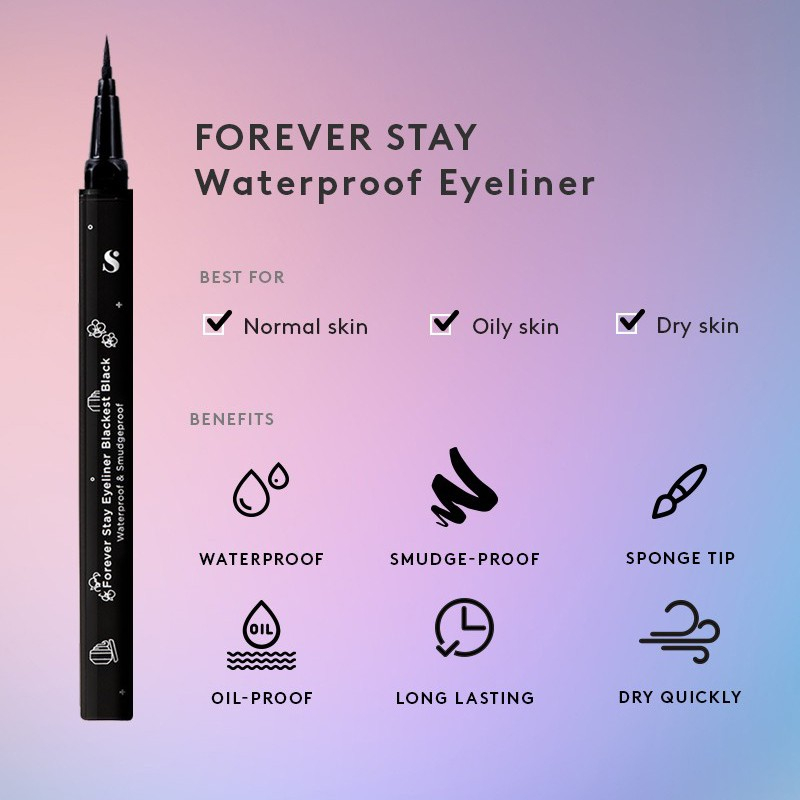 FOREVER STAY
Waterproof Eyeliner
BEST FOR
Normal skin
Oily skin
Dry skin
BENEFITS
WATERPROOF
SMUDGE-PROOF
SPONGE TIP
OIL
OIL-PROOF
LONG LASTING
DRY QUICKLY
S
Forever Stay Eyeliner Blackest Black
Waterproof & Smudgeproof